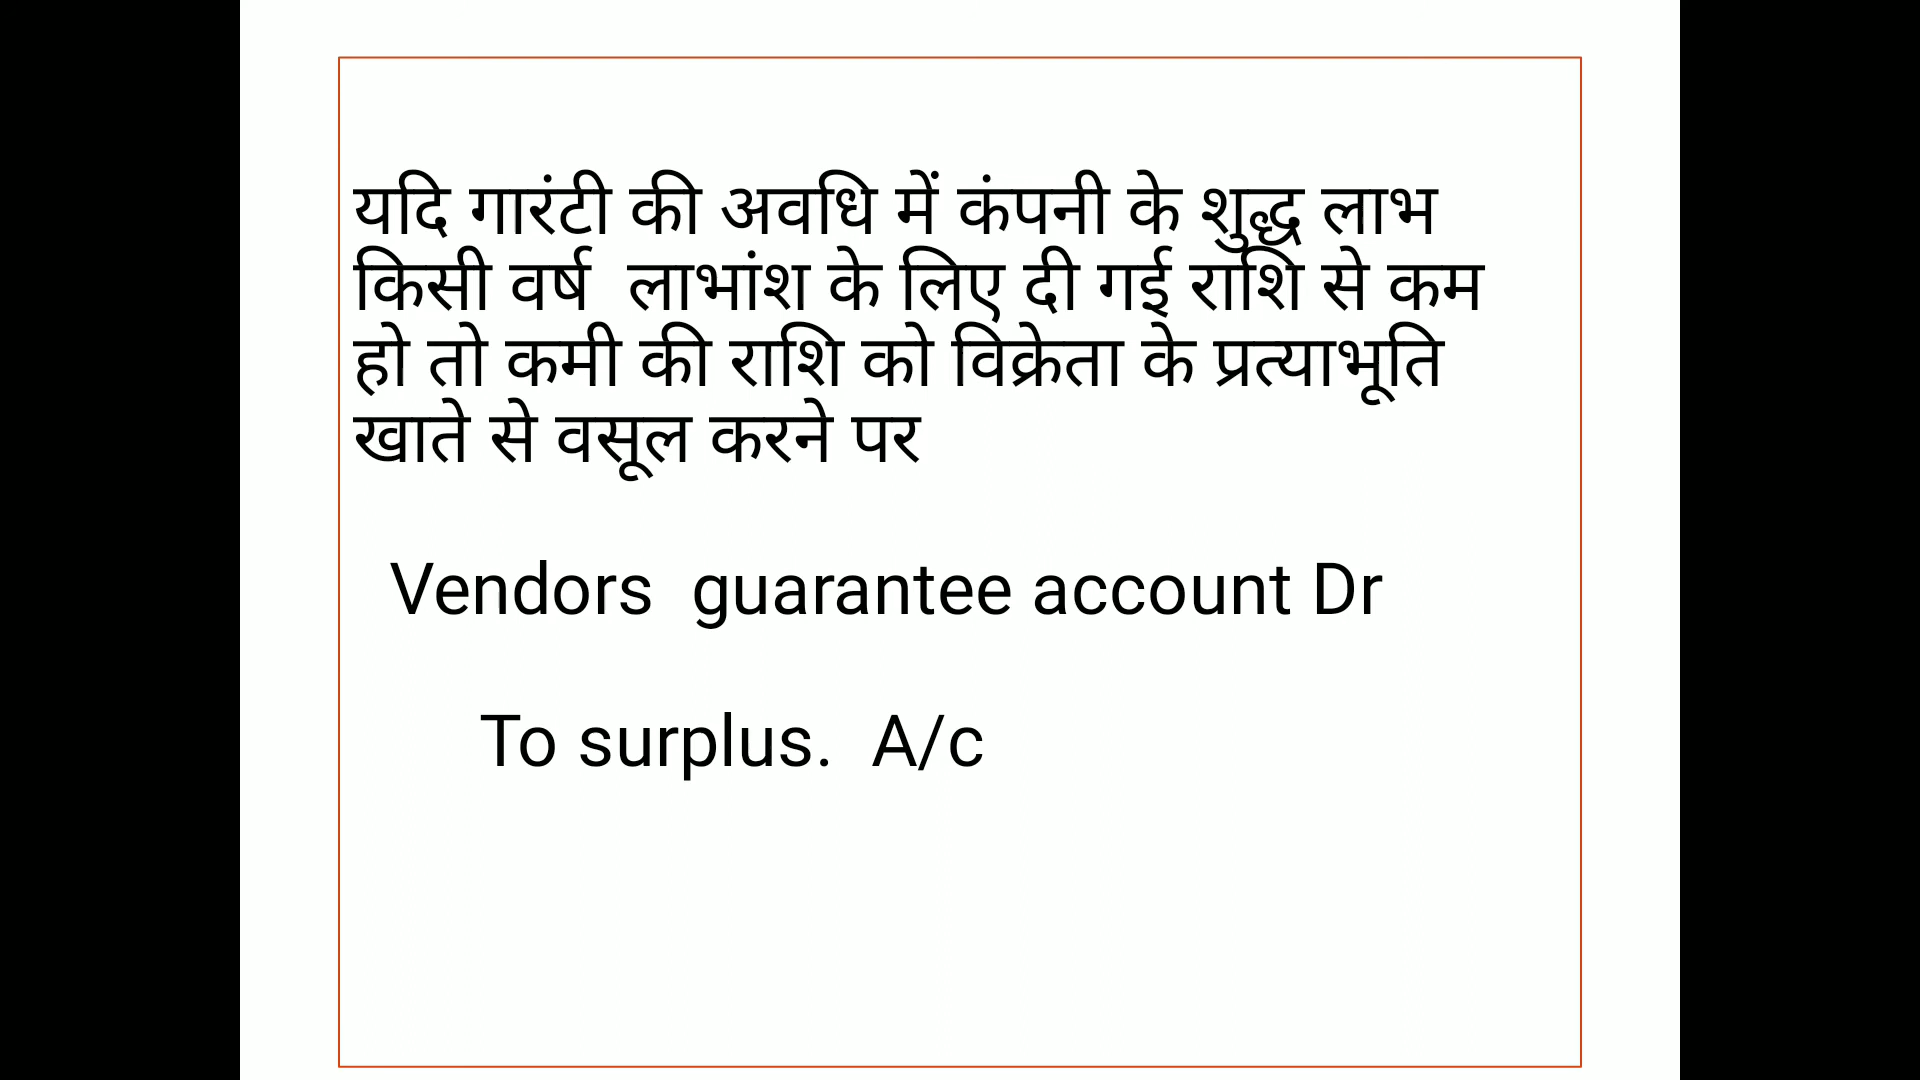 यदि गारंटी की अवधि में कंपनी के शुद्ध लाभ
किसी वर्ष  लाभांश के लिए दी गई राशि से कम
हो तो कमी की राशि को विक्रेता के प्रत्याभूति
खाते से वसूल करने पर
Vendors  guarantee account Dr
To surplus.  A/c